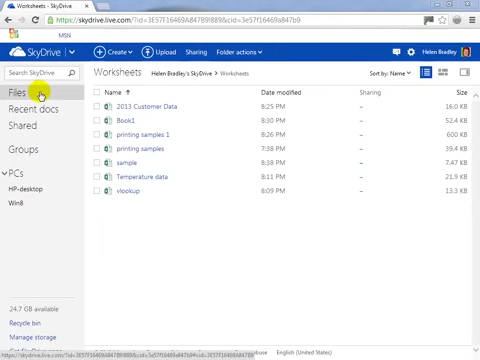 Worksheets - SkyDrive
https://skydrive.live.com/?id=3E57F16469A847B9!889&cid=3e57f16469a847b9
MSN
SkyDrive
Create
Upload
Sharing
Folder actions
Helen Bradley
Search SkyDrive
Worksheets
Helen Bradley's SkyDrive > Worksheets
Sort by: Name
Files
Recent docs
Shared
Groups
PCs
HP-desktop
Win8
Name Date modified Sharing Size
2013 Customer Data 8:25 PM – 16.0 KB
Book1 8:30 PM – 52.4 KB
printing samples 1 8:26 PM – 600 KB
printing samples 7:38 PM – 39.4 KB
sample 8:38 PM – 7.47 KB
Temperature data 8:11 PM – 21.9 KB
vlookup 8:09 PM – 13.3 KB
24.7 GB available
Recycle bin
Manage storage
English (United States)